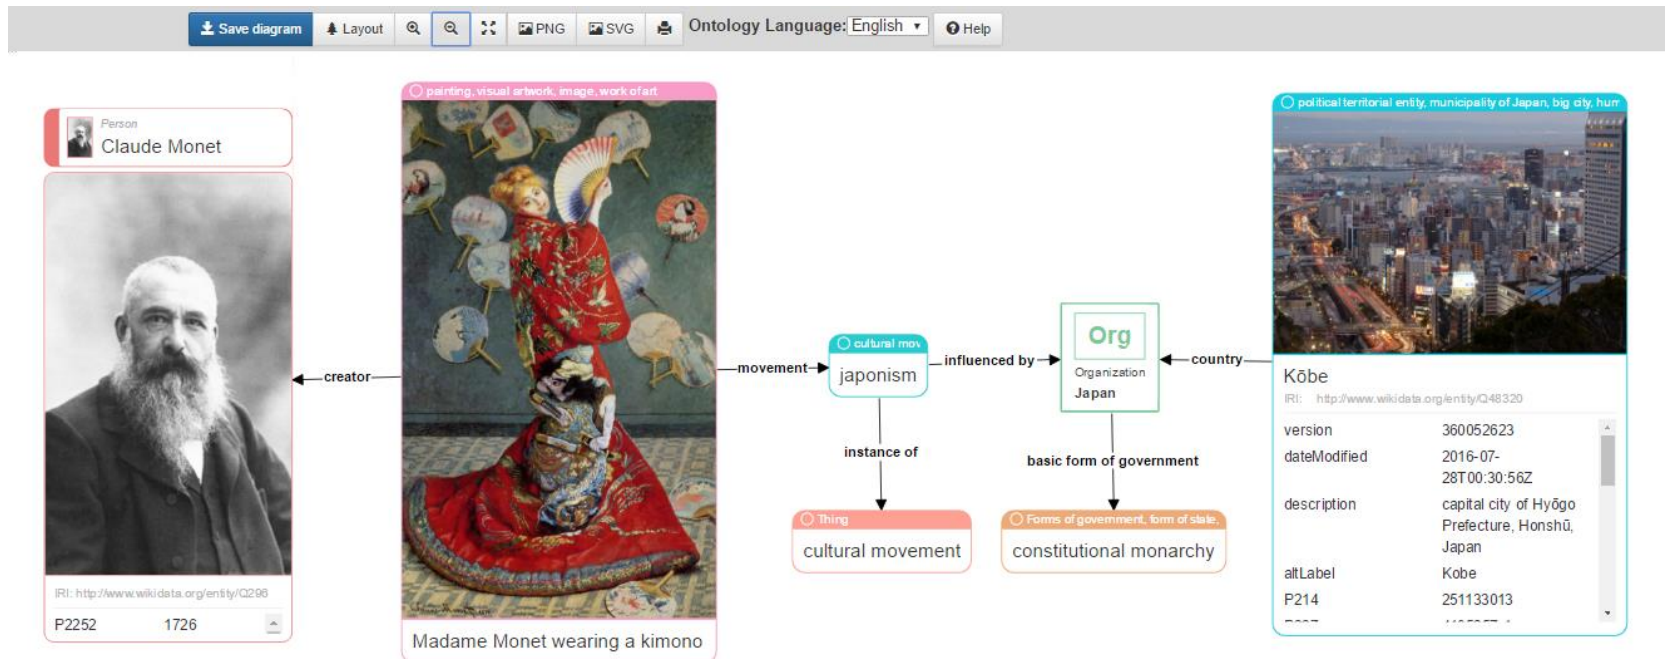 Save diagram
Layout
PNG
SVG
Ontology Language:
English
Help
Person
Claude Monet
IRI: http://www.wikidata.org/entity/Q296
P2252 1726
creator
painting, visual artwork, image, work of art
Madame Monet wearing a kimono
movement
cultural mov
japonism
influenced by
Org
Organization
Japan
country
instance of
basic form of government
Thing
cultural movement
Forms of government, form of state,
constitutional monarchy
political territorial entity, municipality of Japan, big city, hum
Kōbe
IRI: http://www.wikidata.org/entity/Q48320
version 360052623
dateModified 2016-07-
28T00:30:56Z
description capital city of Hyōgo
Prefecture, Honshū,
Japan
altLabel Kobe
P214 251133013